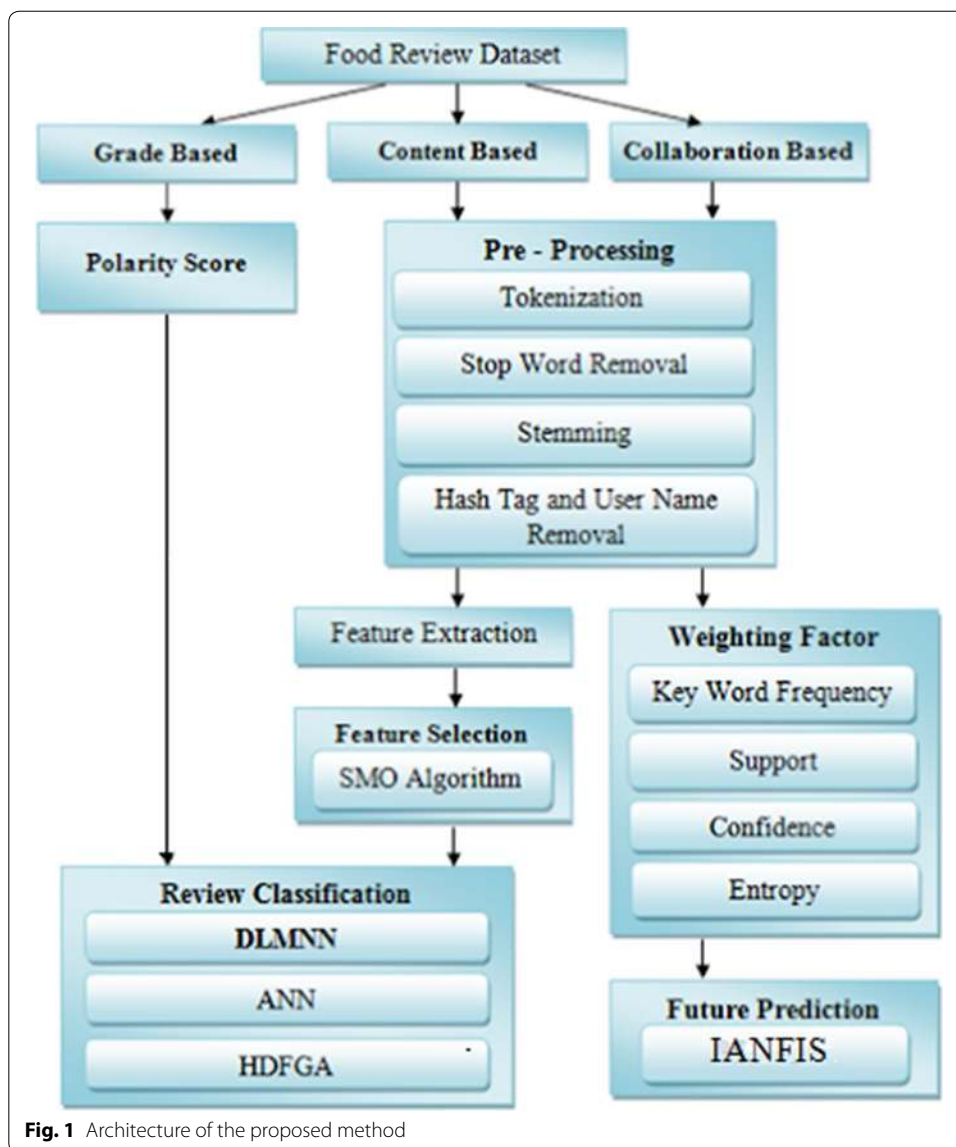 Food Review Dataset
Grade Based
Content Based
Collaboration Based
Polarity Score
Pre - Processing
Tokenization
Stop Word Removal
Stemming
Hash Tag and User Name
Removal
Feature Extraction
Feature Selection
SMO Algorithm
Weighting Factor
Key Word Frequency
Support
Confidence
Entropy
Review Classification
DLMNN
ANN
HDFGA
Future Prediction
IANFIS
Fig. 1 Architecture of the proposed method